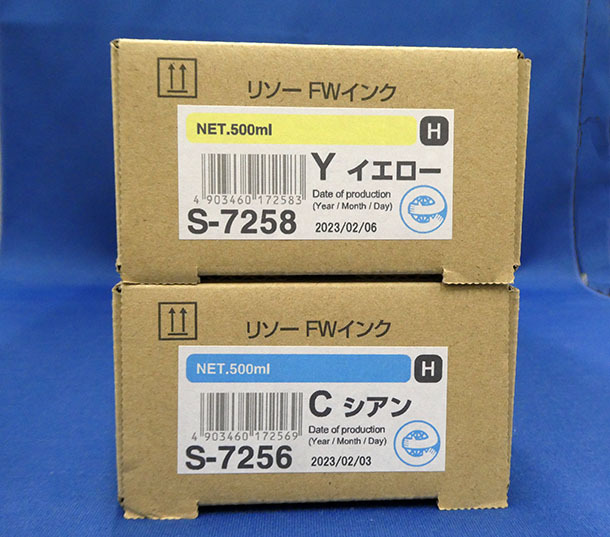 リソー FWインク
NET.500ml H
Y イエロー
4 903460 172583
Date of production
(Year / Month / Day)
S-7258 2023/02/06
リソー FWインク
NET.500ml H
C シアン
4 903460 172569
Date of production
(Year / Month / Day)
S-7256 2023/02/03